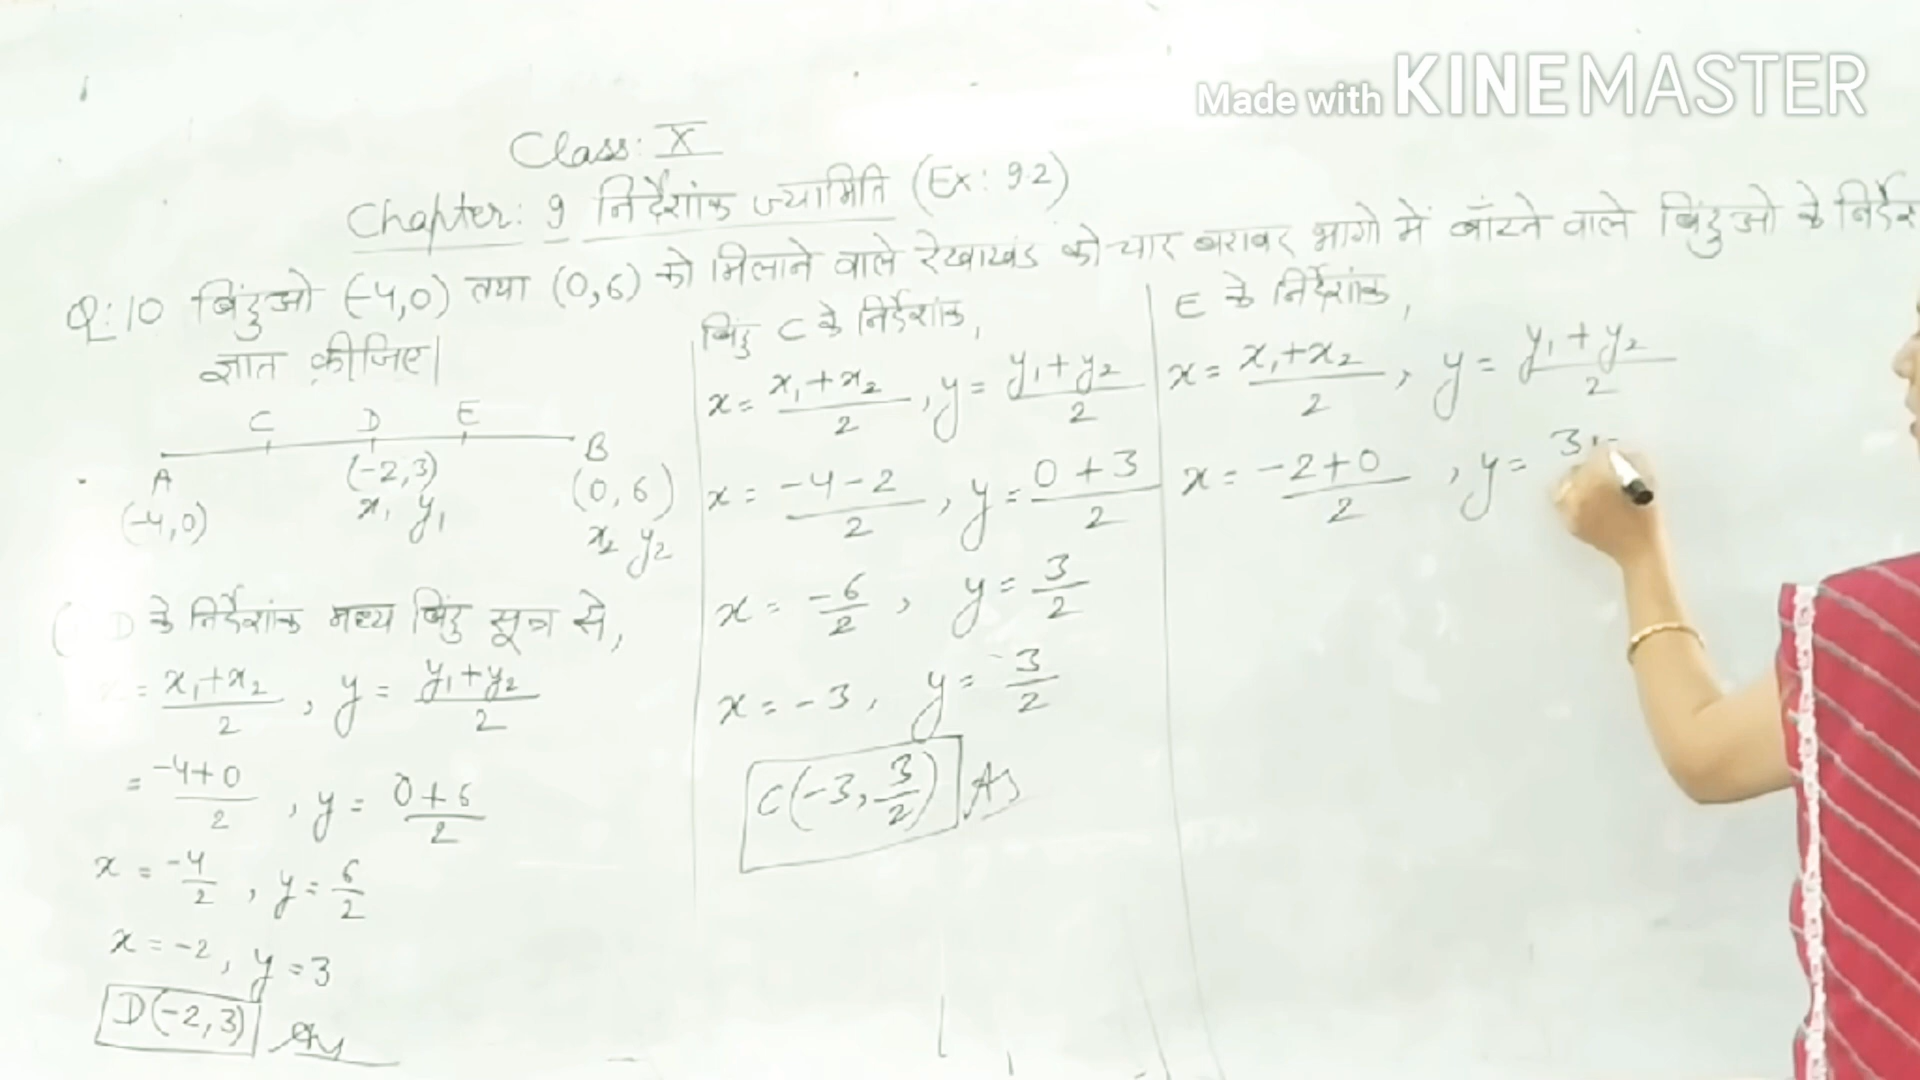 Made with KINEMASTER
Class: X
Chapter: 9 निर्देशांक ज्यामिति (Ex: 9.2)
Q:10 बिंदुओ (-4,0) तथा (0,6) को मिलाने वाले रेखाखंड को चार बराबर भागो में बाँटने वाले बिंदुओ के
ज्ञात कीजिए।
C D E
A B
(-2,3)
(-4,0) (0,6)
x₁ y₁
x₂ y₂
D के निर्देशांक मध्य बिंदु सूत्र से,
= x₁+x₂/2 , y = y₁+y₂/2
= -4+0/2 , y = 0+6/2
x = -4/2 , y = 6/2
x = -2, y = 3
D(-2,3) Ans
बिंदु C के निर्देशांक,
x = x₁+x₂/2 , y = y₁+y₂/2
x = -4-2/2 , y = 0+3/2
x = -6/2 , y = 3/2
x = -3, y = 3/2
C(-3, 3/2) As
E के निर्देशांक,
x = x₁+x₂/2 , y = y₁+y₂/2
x = -2+0/2 , y = 3